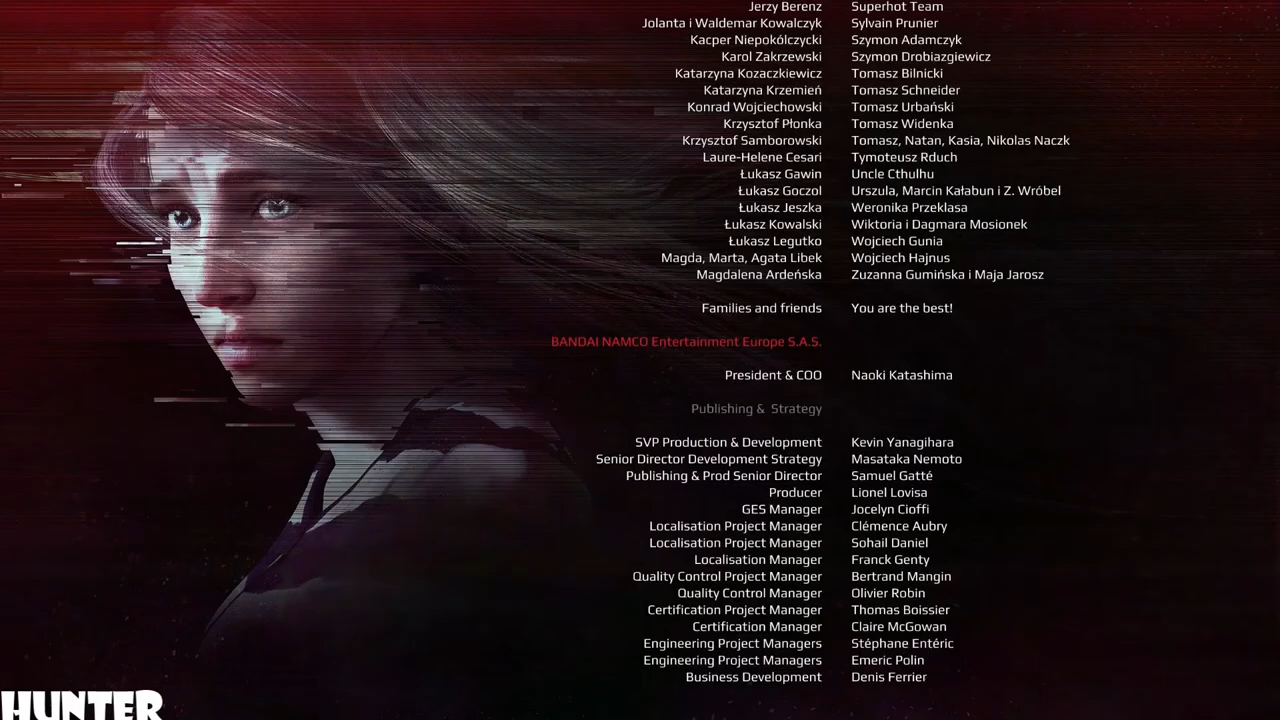 Jerzy Berenz Superhot Team
Jolanta i Waldemar Kowalczyk Sylvain Prunier
Kacper Niepokólczycki Szymon Adamczyk
Karol Zakrzewski Szymon Drobiazgiewicz
Katarzyna Kozaczkiewicz Tomasz Bilnicki
Katarzyna Krzemień Tomasz Schneider
Konrad Wojciechowski Tomasz Urbański
Krzysztof Płonka Tomasz Widenka
Krzysztof Samborowski Tomasz, Natan, Kasia, Nikolas Naczk
Laure-Helene Cesari Tymoteusz Rduch
Łukasz Gawin Uncle Cthulhu
Łukasz Goczol Urszula, Marcin Kałabun i Z. Wróbel
Łukasz Jeszka Weronika Przeklasa
Łukasz Kowalski Wiktoria i Dagmara Mosionek
Łukasz Legutko Wojciech Gunia
Magda, Marta, Agata Libek Wojciech Hajnus
Magdalena Ardeńska Zuzanna Gumińska i Maja Jarosz
Families and friends You are the best!
BANDAI NAMCO Entertainment Europe S.A.S.
President & COO Naoki Katashima
Publishing & Strategy
SVP Production & Development Kevin Yanagihara
Senior Director Development Strategy Masataka Nemoto
Publishing & Prod Senior Director Samuel Gatté
Producer Lionel Lovisa
GES Manager Jocelyn Cioffi
Localisation Project Manager Clémence Aubry
Localisation Project Manager Sohail Daniel
Localisation Manager Franck Genty
Quality Control Project Manager Bertrand Mangin
Quality Control Manager Olivier Robin
Certification Project Manager Thomas Boissier
Certification Manager Claire McGowan
Engineering Project Managers Stéphane Entéric
Engineering Project Managers Emeric Polin
Business Development Denis Ferrier
HUNTER